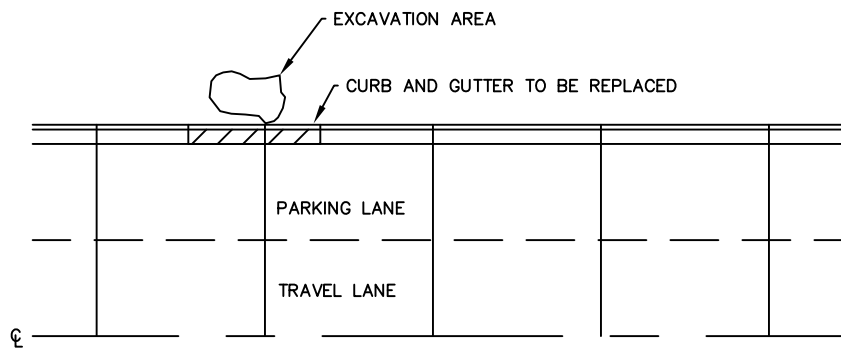 EXCAVATION AREA
CURB AND GUTTER TO BE REPLACED
PARKING LANE
TRAVEL LANE
℄